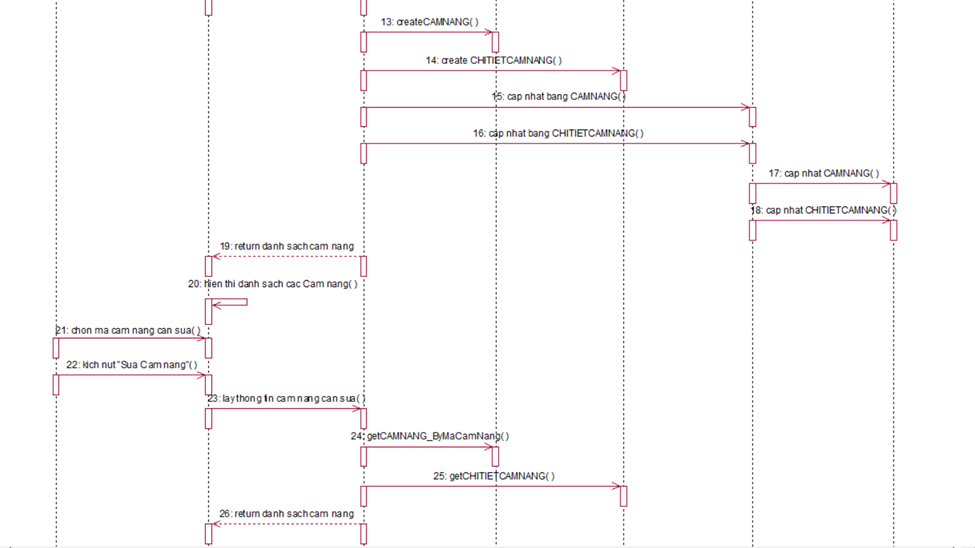 13: createCAMNANG( )
14: create CHITIETCAMNANG( )
15: cap nhat bang CAMNANG( )
16: cap nhat bang CHITIETCAMNANG( )
17: cap nhat CAMNANG( )
18: cap nhat CHITIETCAMNANG( )
19: return danh sach cam nang
20: hien thi danh sach cac Cam nang( )
21: chon ma cam nang can sua( )
22: kich nut "Sua Cam nang"( )
23: lay thong tin cam nang can sua( )
24: getCAMNANG_ByMaCamNang( )
25: getCHITIETCAMNANG( )
26: return danh sach cam nang